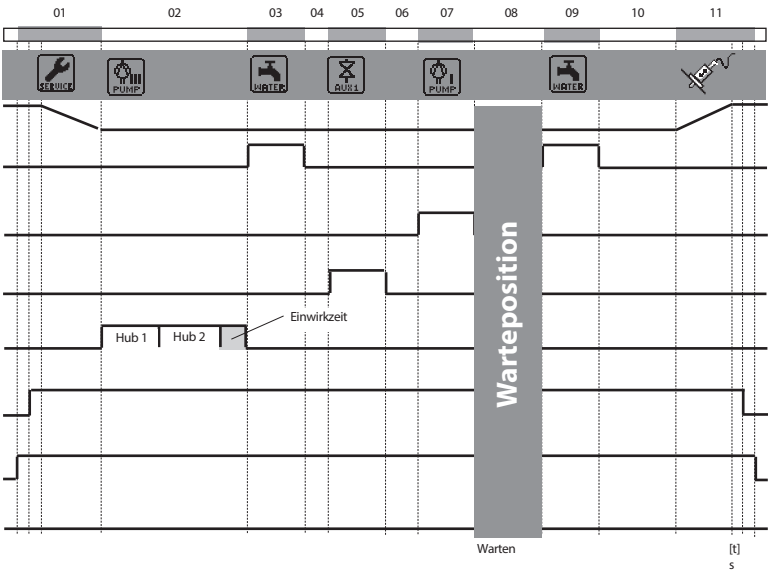 01 02 03 04 05 06 07 08 09 10 11
SERVICE PUMP WATER AUX1 PUMP WATER
Warteposition
Einwirkzeit
Hub 1 Hub 2
Warten [t]
s